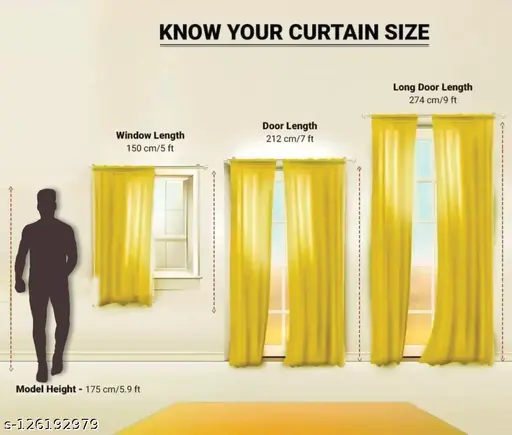 KNOW YOUR CURTAIN SIZE
Long Door Length
274 cm/9 ft
Door Length
212 cm/7 ft
Window Length
150 cm/5 ft
Model Height - 175 cm/5.9 ft
s-126192979